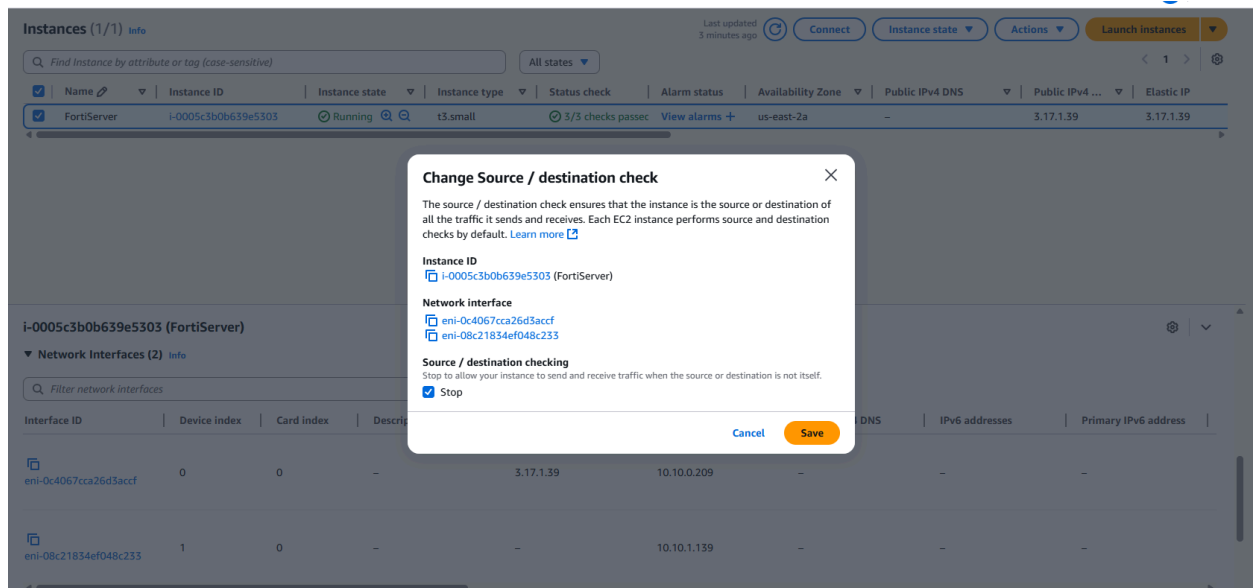 Instances (1/1) Info
Last updated
3 minutes ago
Connect
Instance state
Actions
Launch instances
Find Instance by attribute or tag (case-sensitive)
All states
1
Name
Instance ID
Instance state
Instance type
Status check
Alarm status
Availability Zone
Public IPv4 DNS
Public IPv4 ...
Elastic IP
FortiServer
i-0005c3b0b639e5303
Running
t3.small
3/3 checks passec
View alarms +
us-east-2a
–
3.17.1.39
3.17.1.39
Change Source / destination check
The source / destination check ensures that the instance is the source or destination of
all the traffic it sends and receives. Each EC2 instance performs source and destination
checks by default. Learn more
Instance ID
i-0005c3b0b639e5303 (FortiServer)
Network interface
eni-0c4067cca26d3accf
eni-08c21834ef048c233
Source / destination checking
Stop to allow your instance to send and receive traffic when the source or destination is not itself.
Stop
Cancel
Save
i-0005c3b0b639e5303 (FortiServer)
Network Interfaces (2) Info
Filter network interfaces
Interface ID
Device index
Card index
Descrip
DNS
IPv6 addresses
Primary IPv6 address
eni-0c4067cca26d3accf
0
0
–
3.17.1.39
10.10.0.209
–
–
–
eni-08c21834ef048c233
1
0
–
–
10.10.1.139
–
–
–